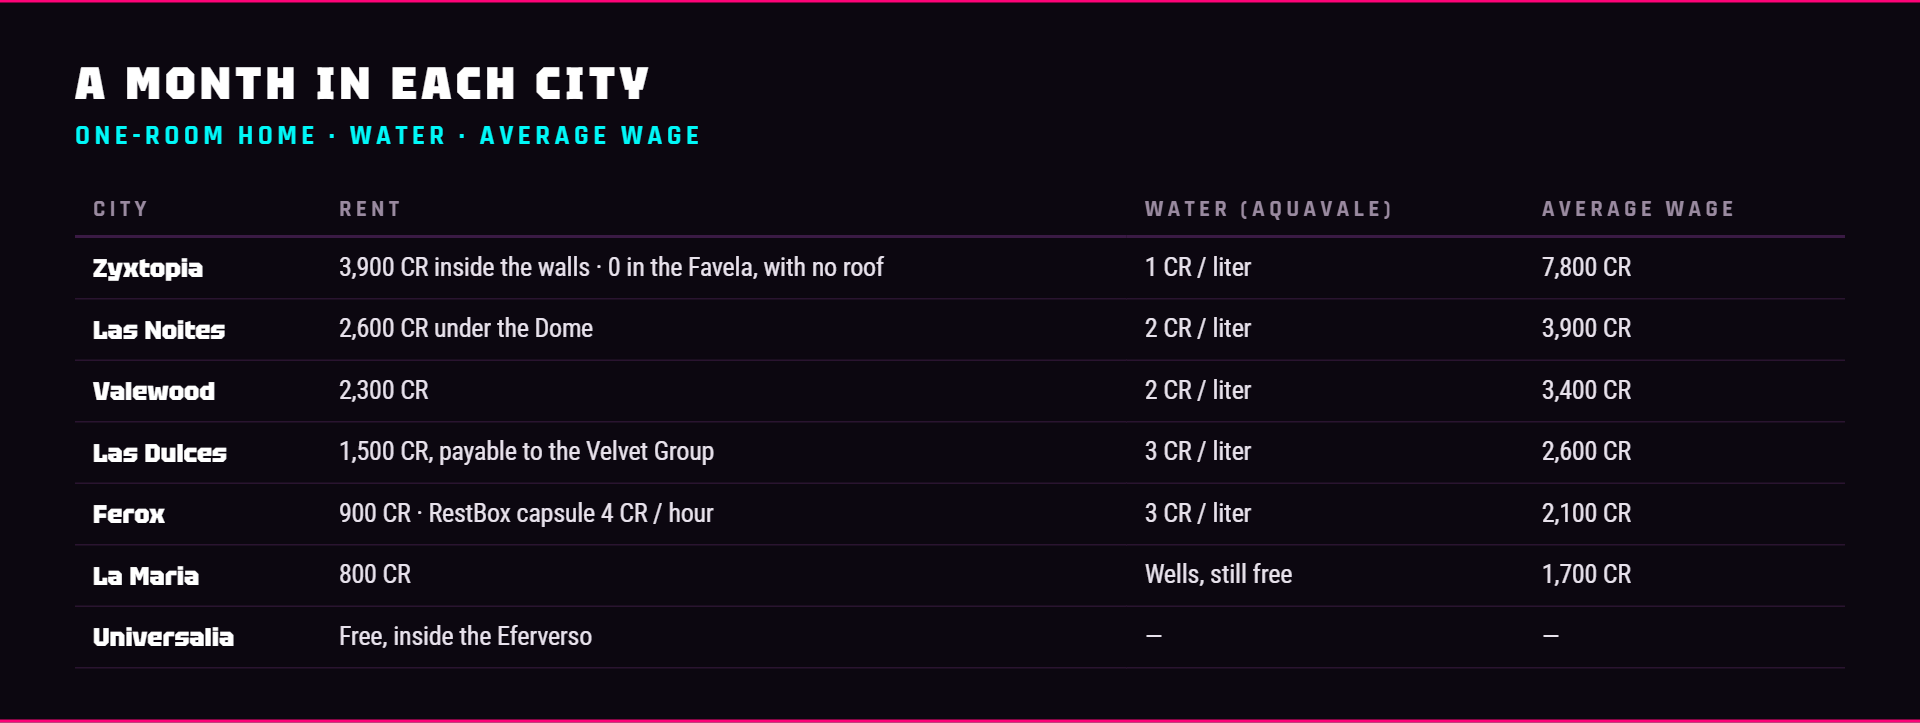 A MONTH IN EACH CITY
ONE-ROOM HOME · WATER · AVERAGE WAGE
CITY RENT WATER (AQUAVALE) AVERAGE WAGE
Zyxtopia 3,900 CR inside the walls · 0 in the Favela, with no roof 1 CR / liter 7,800 CR
Las Noites 2,600 CR under the Dome 2 CR / liter 3,900 CR
Valewood 2,300 CR 2 CR / liter 3,400 CR
Las Dulces 1,500 CR, payable to the Velvet Group 3 CR / liter 2,600 CR
Ferox 900 CR · RestBox capsule 4 CR / hour 3 CR / liter 2,100 CR
La Maria 800 CR Wells, still free 1,700 CR
Universalia Free, inside the Eferverso — —